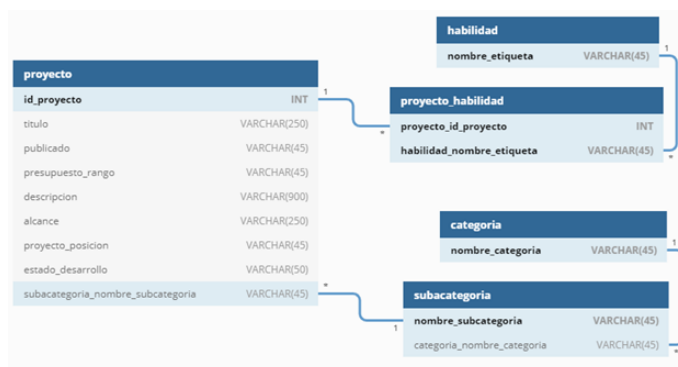 habilidad
nombre_etiqueta VARCHAR(45)
1
proyecto
id_proyecto INT
1
titulo VARCHAR(250)
publicado VARCHAR(45)
presupuesto_rango VARCHAR(45)
descripcion VARCHAR(900)
alcance VARCHAR(250)
proyecto_posicion VARCHAR(45)
estado_desarrollo VARCHAR(50)
subacategoria_nombre_subcategoria VARCHAR(45)
*
proyecto_habilidad
proyecto_id_proyecto INT
*
habilidad_nombre_etiqueta VARCHAR(45)
*
categoria
nombre_categoria VARCHAR(45)
1
subacategoria
nombre_subcategoria VARCHAR(45)
1
categoria_nombre_categoria VARCHAR(45)
*